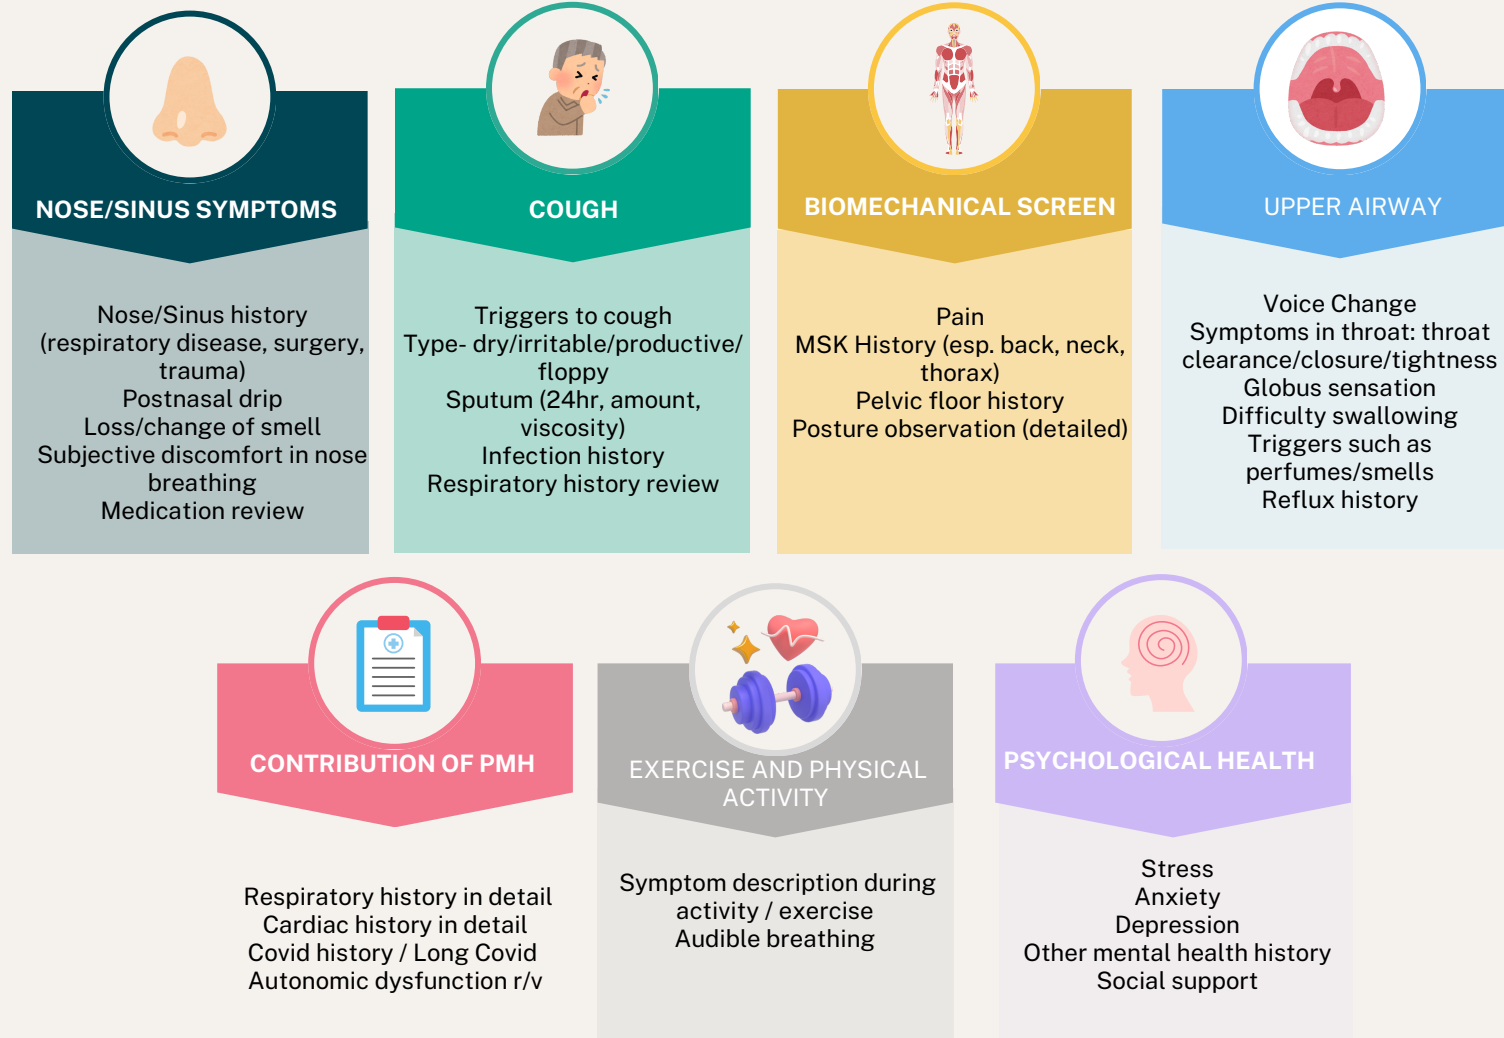 NOSE/SINUS SYMPTOMS
Nose/Sinus history
(respiratory disease, surgery,
trauma)
Postnasal drip
Loss/change of smell
Subjective discomfort in nose
breathing
Medication review
COUGH
Triggers to cough
Type- dry/irritable/productive/
floppy
Sputum (24hr, amount,
viscosity)
Infection history
Respiratory history review
BIOMECHANICAL SCREEN
Pain
MSK History (esp. back, neck,
thorax)
Pelvic floor history
Posture observation (detailed)
UPPER AIRWAY
Voice Change
Symptoms in throat: throat
clearance/closure/tightness
Globus sensation
Difficulty swallowing
Triggers such as
perfumes/smells
Reflux history
CONTRIBUTION OF PMH
Respiratory history in detail
Cardiac history in detail
Covid history / Long Covid
Autonomic dysfunction r/v
EXERCISE AND PHYSICAL
ACTIVITY
Symptom description during
activity / exercise
Audible breathing
PSYCHOLOGICAL HEALTH
Stress
Anxiety
Depression
Other mental health history
Social support